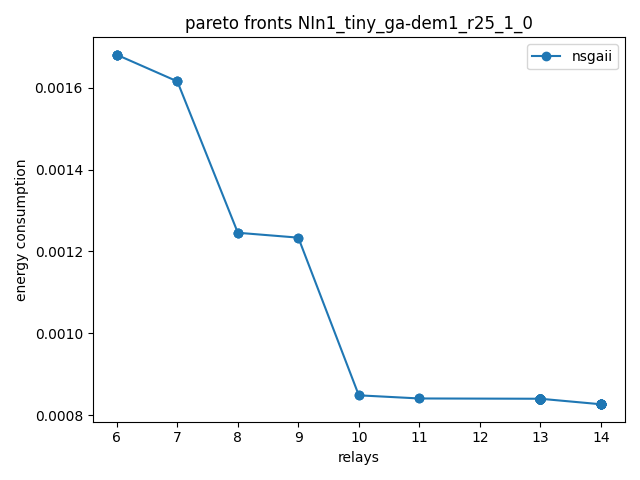 pareto fronts NIn1_tiny_ga-dem1_r25_1_0
nsgaii
energy consumption
0.0016
0.0014
0.0012
0.0010
0.0008
6 7 8 9 10 11 12 13 14
relays